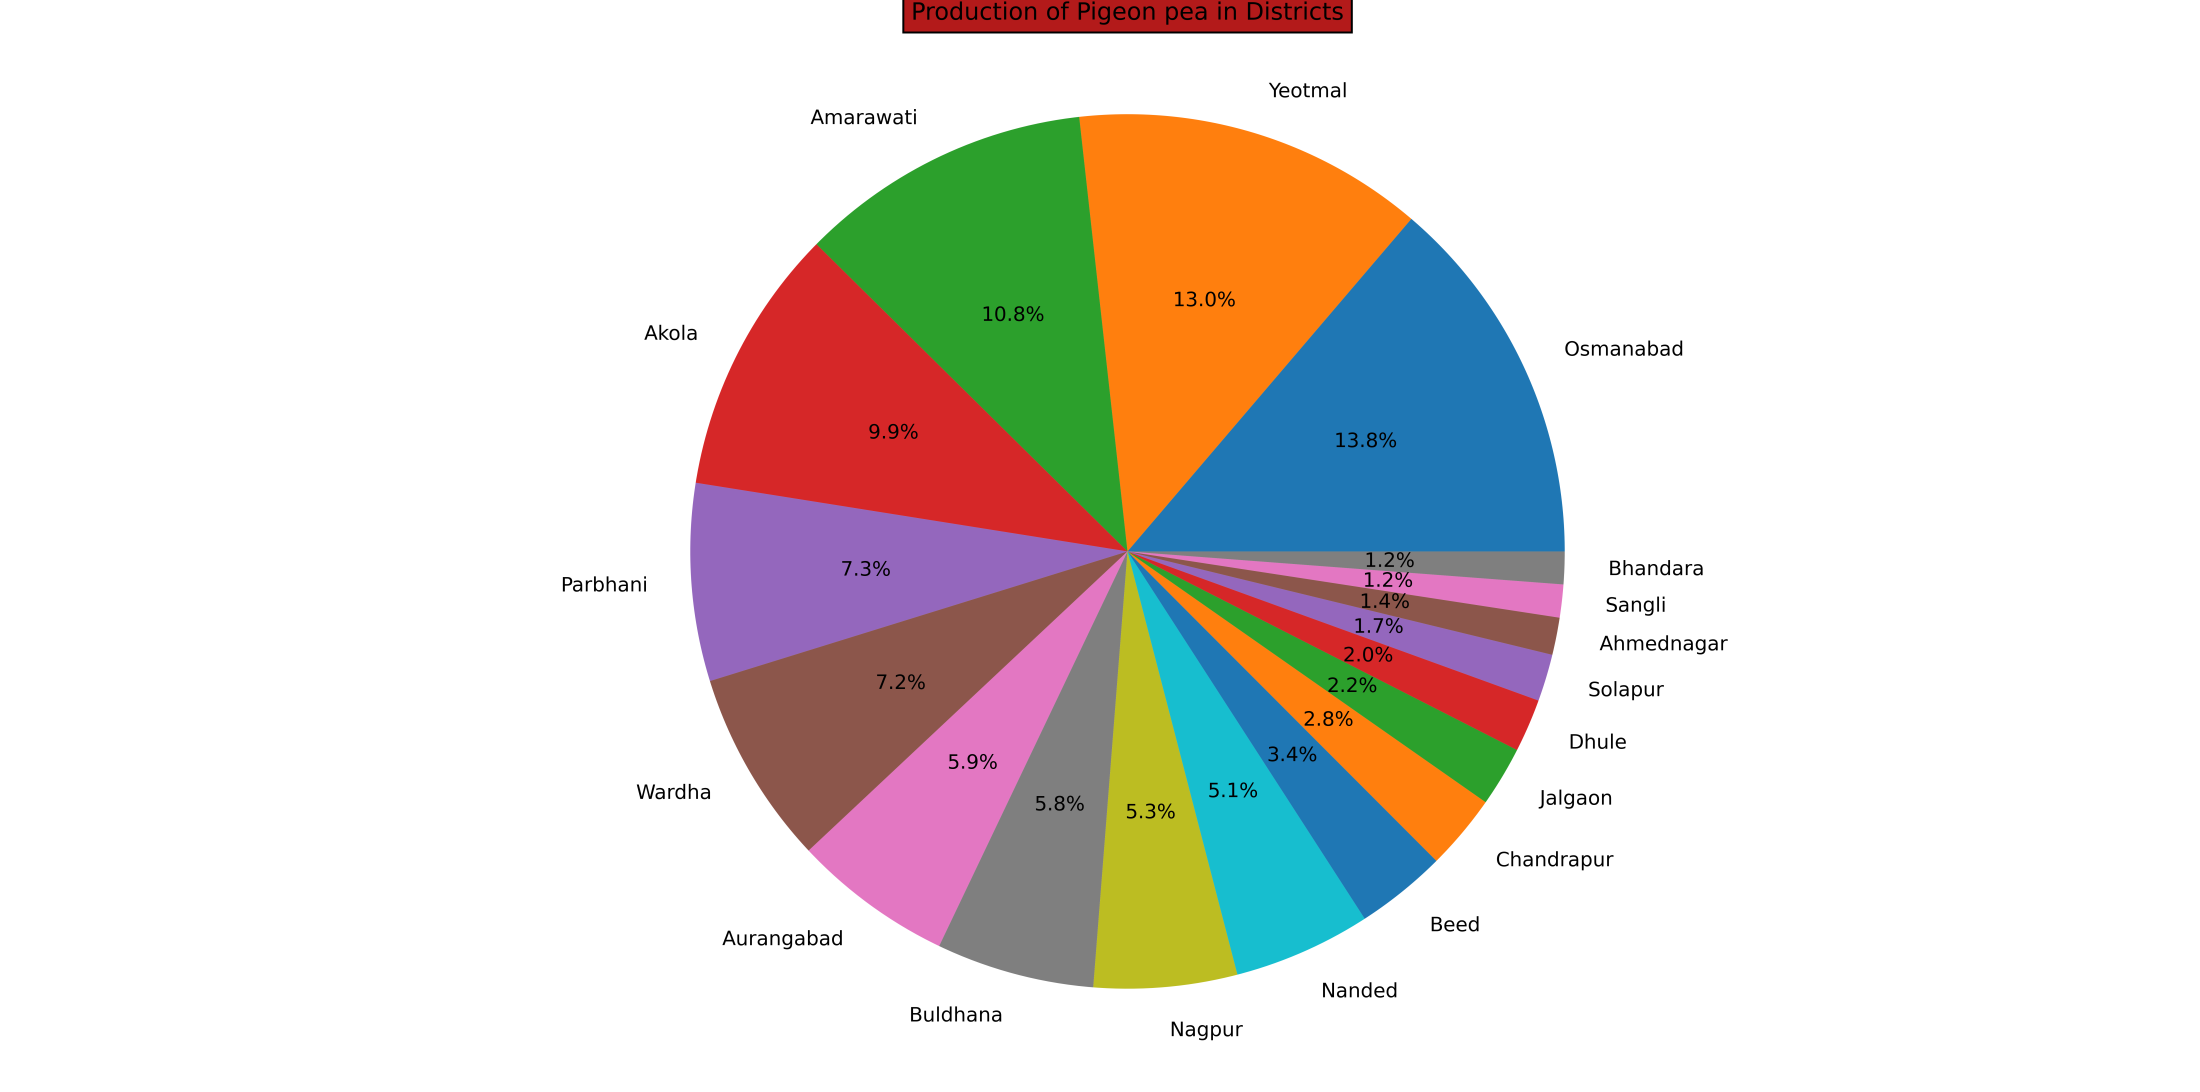 Production of Pigeon pea in Districts
Yeotmal
Amarawati
Akola
Osmanabad
Parbhani
Wardha
Aurangabad
Buldhana
Nagpur
Nanded
Beed
Chandrapur
Jalgaon
Dhule
Solapur
Ahmednagar
Sangli
Bhandara
13.0%
10.8%
9.9%
13.8%
7.3%
7.2%
5.9%
5.8%
5.3%
5.1%
3.4%
2.8%
2.2%
2.0%
1.7%
1.4%
1.2%
1.2%